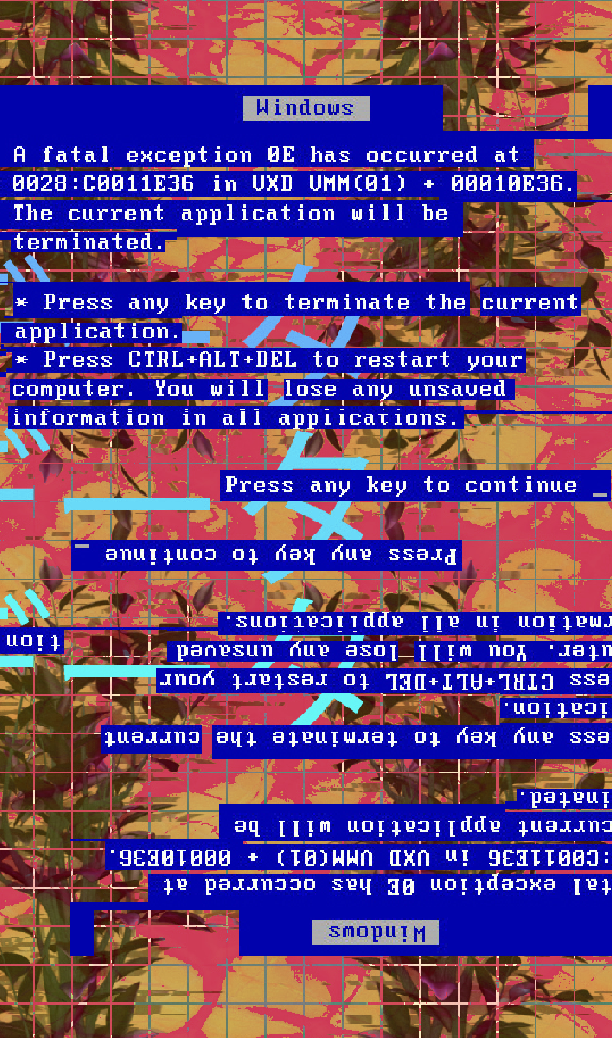 Windows
A fatal exception 0E has occurred at
0028:C0011E36 in VXD VMM(01) + 00010E36.
The current application will be
terminated.
* Press any key to terminate the current
application.
* Press CTRL+ALT+DEL to restart your
computer. You will lose any unsaved
information in all applications.
Press any key to continue _
Windows
tal exception 0E has occurred at
:C0011E36 in VXD VMM(01) + 00010E36.
current application will be
inated.
ess any key to terminate the current
ication.
ess CTRL+ALT+DEL to restart your
uter. You will lose any unsaved
tion
rmation in all applications.
Press any key to continue _